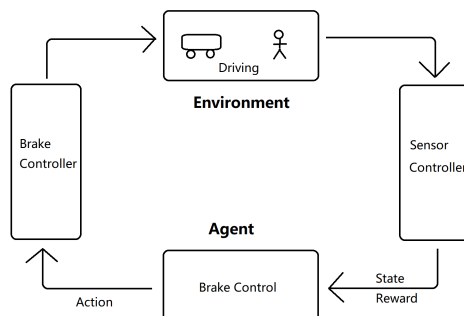 Driving
Environment
Brake
Controller
Sensor
Controller
Agent
Brake Control
State
Reward
Action